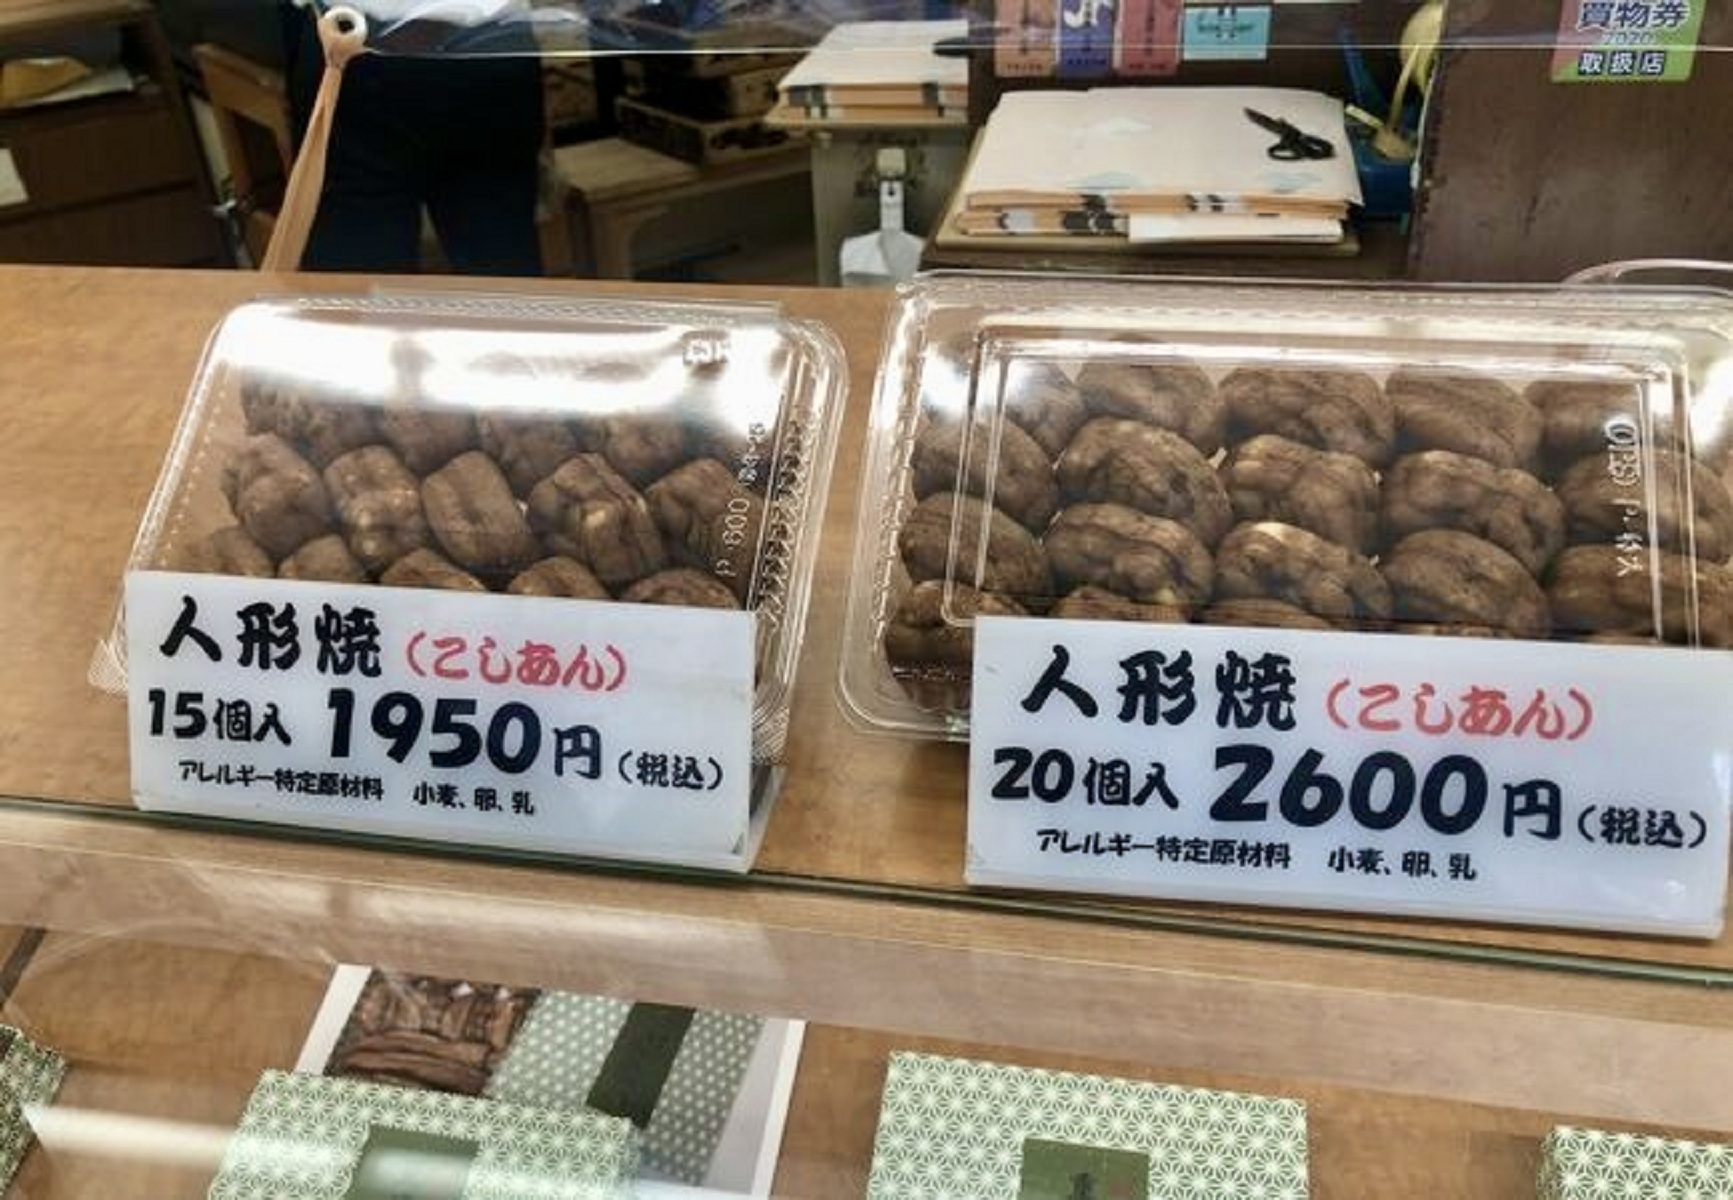 買物券
2020
取扱店
人形焼（こしあん）
15個入 1950円（税込）
アレルギー特定原材料 小麦、卵、乳
人形焼（こしあん）
20個入 2600円（税込）
アレルギー特定原材料 小麦、卵、乳